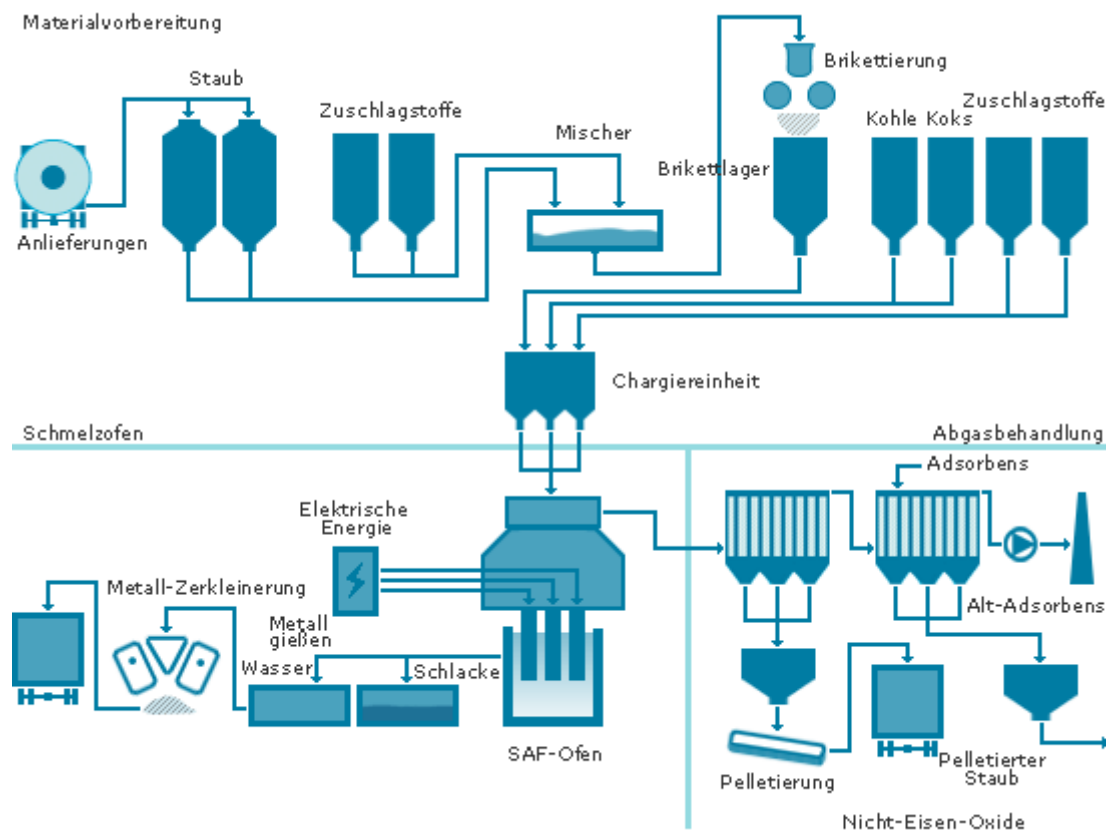 Materialvorbereitung
Staub
Zuschlagstoffe
Mischer
Brikettierung
Zuschlagstoffe
Kohle Koks
Brikettlager
Anlieferungen
Chargiereinheit
Schmelzofen
Abgasbehandlung
Adsorbens
Elektrische
Energie
Metall-Zerkleinerung
Metall
gießen
Wasser
Schlacke
Alt-Adsorbens
SAF-Ofen
Pelletierung
Pelletierter
Staub
Nicht-Eisen-Oxide